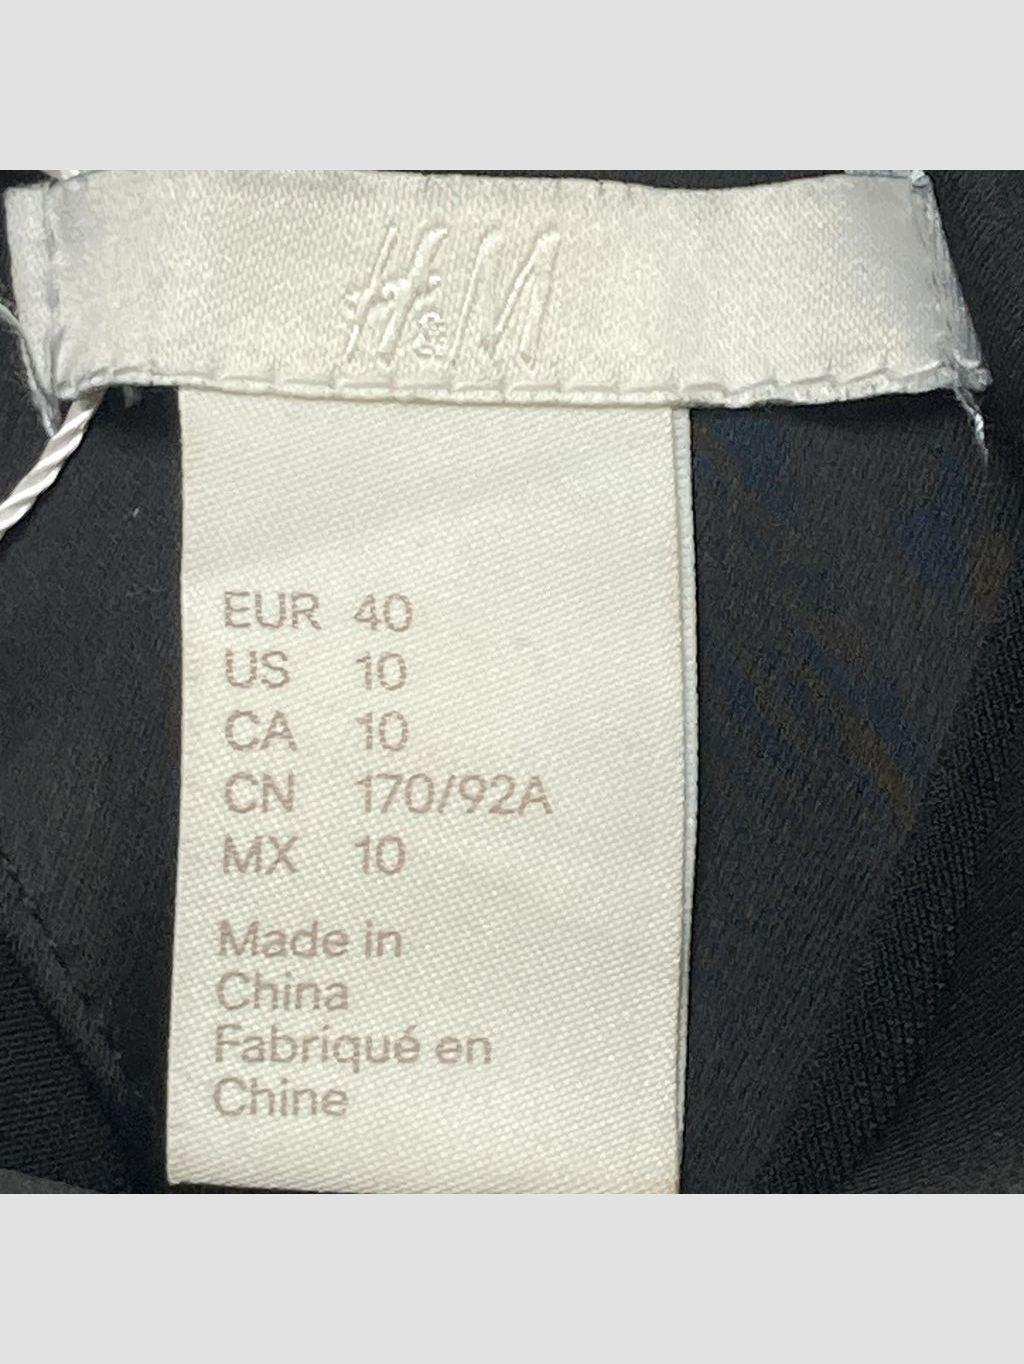 H&M
EUR 40
US 10
CA 10
CN 170/92A
MX 10
Made in
China
Fabriqué en
Chine